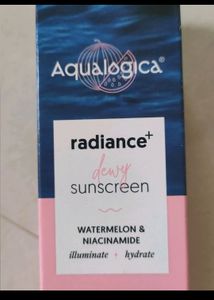 Aqualogica®
radiance+
dewy
sunscreen
WATERMELON &
NIACINAMIDE
illuminate + hydrate